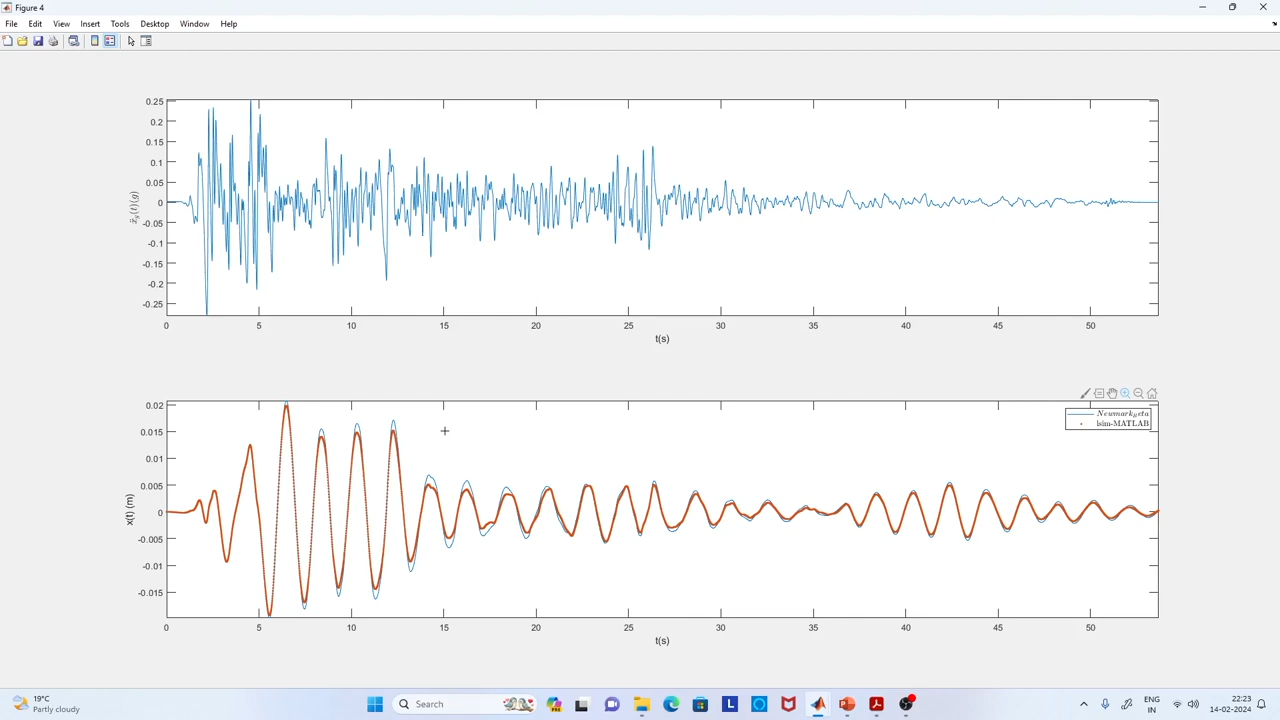 Figure 4
File Edit View Insert Tools Desktop Window Help
0.25
0.2
0.15
0.1
0.05
0
-0.05
-0.1
-0.15
-0.2
-0.25
ẍg(t)(g)
0 5 10 15 20 25 30 35 40 45 50
t(s)
0.02
0.015
0.01
0.005
0
-0.005
-0.01
-0.015
x(t) (m)
Newmarkβeta
lsim-MATLAB
0 5 10 15 20 25 30 35 40 45 50
t(s)
19°C
Partly cloudy
Search
PRE
L
ENG
IN
22:23
14-02-2024